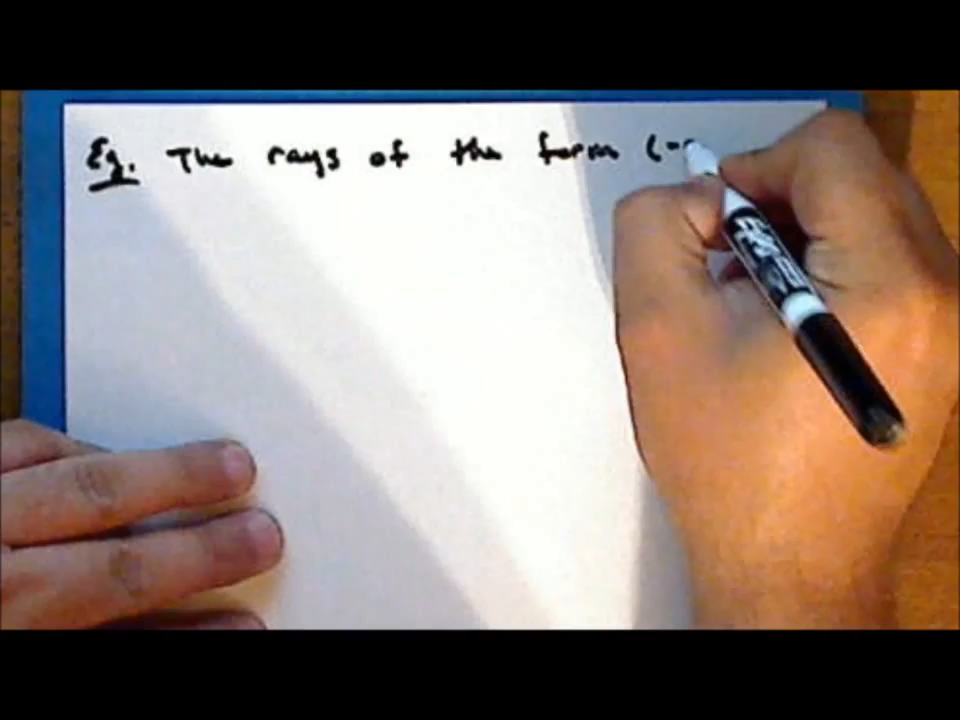 Eg. The rays of the form (-